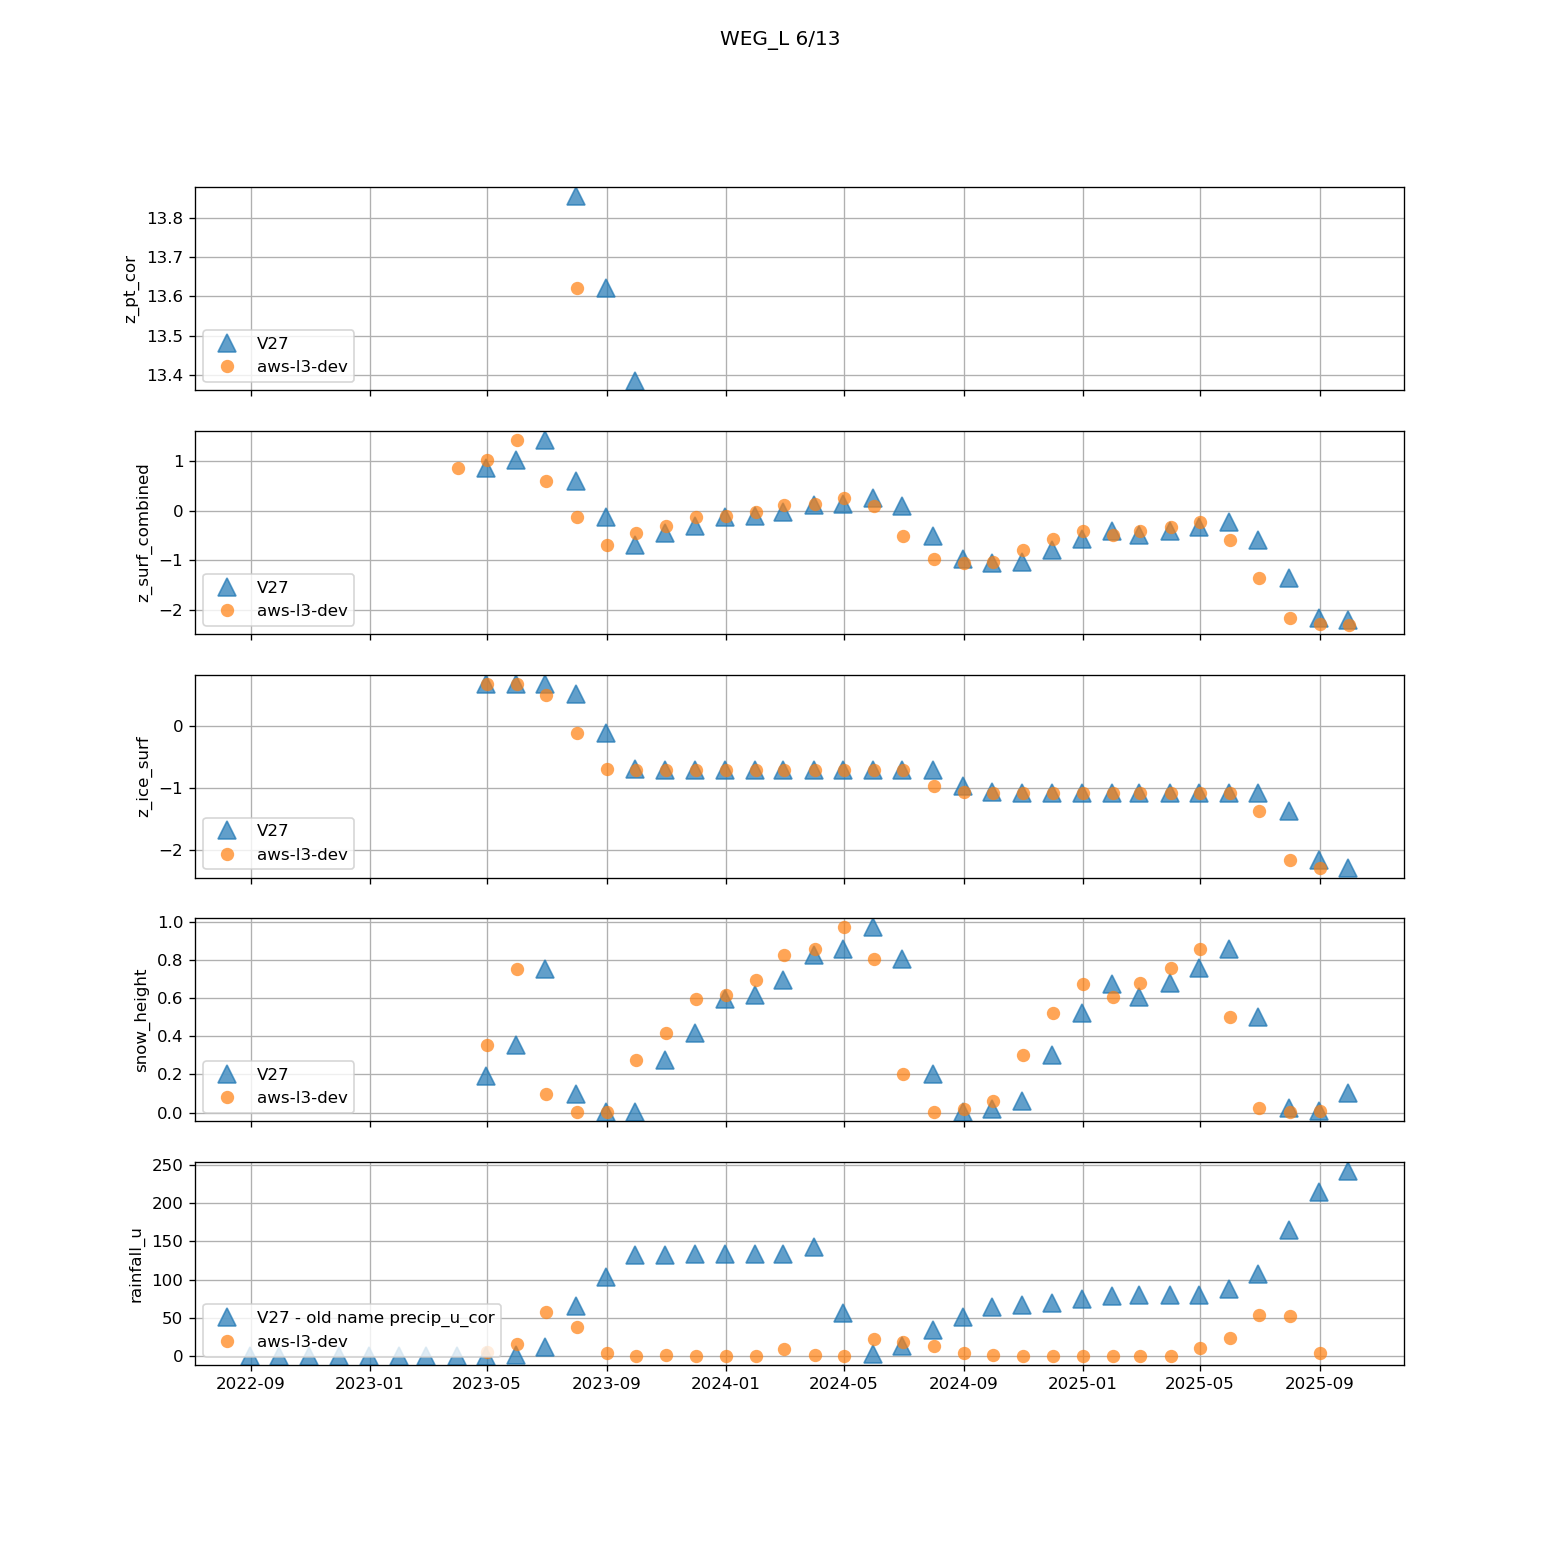 WEG_L 6/13
13.8
13.7
13.6
13.5
13.4
z_pt_cor
V27
aws-l3-dev
1
0
−1
−2
z_surf_combined
V27
aws-l3-dev
0
−1
−2
z_ice_surf
V27
aws-l3-dev
1.0
0.8
0.6
0.4
0.2
0.0
snow_height
V27
aws-l3-dev
250
200
150
100
50
0
rainfall_u
V27 - old name precip_u_cor
aws-l3-dev
2022-09 2023-01 2023-05 2023-09 2024-01 2024-05 2024-09 2025-01 2025-05 2025-09